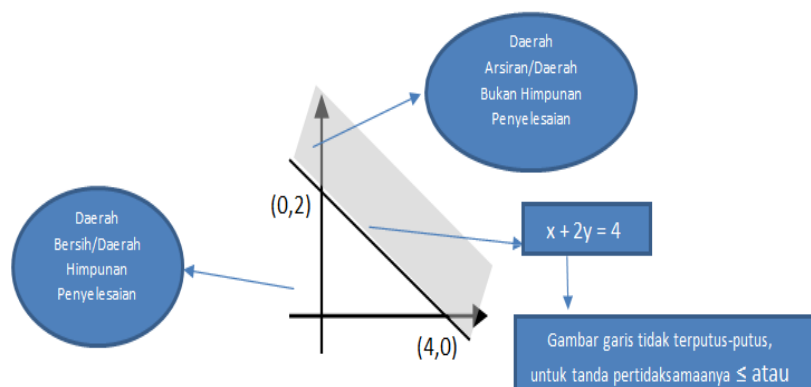 Daerah
Arsiran/Daerah
Bukan Himpunan
Penyelesaian
(0,2)
Daerah
Bersih/Daerah
Himpunan
Penyelesaian
x + 2y = 4
(4,0)
Gambar garis tidak terputus-putus,
untuk tanda pertidaksamaanya ≤ atau